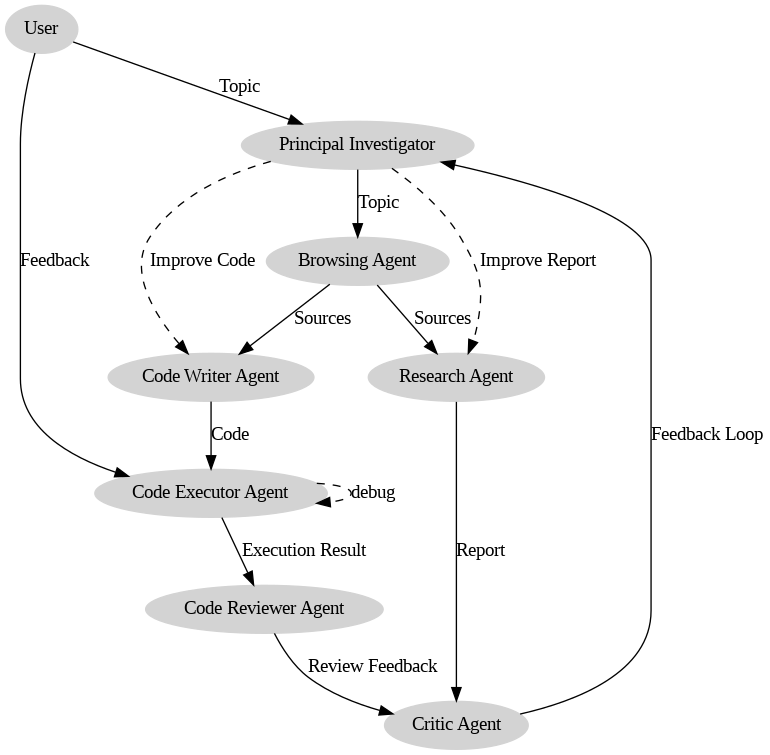 User
Topic
Principal Investigator
Topic
Feedback
Improve Code
Browsing Agent
Improve Report
Sources
Sources
Code Writer Agent
Research Agent
Code
Feedback Loop
Code Executor Agent
debug
Execution Result
Report
Code Reviewer Agent
Review Feedback
Critic Agent